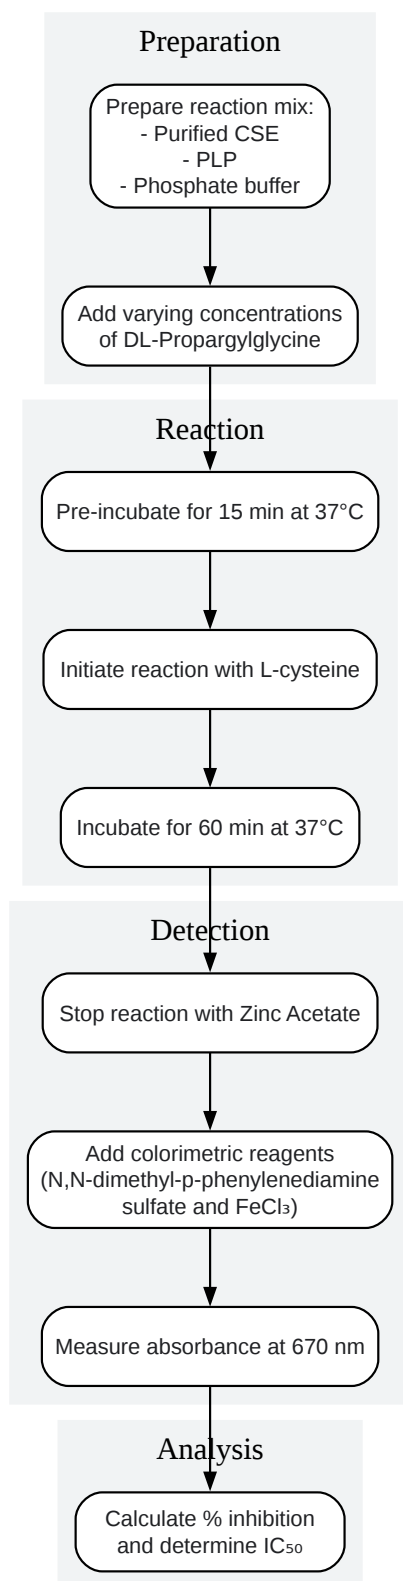 Preparation
Prepare reaction mix:
- Purified CSE
- PLP
- Phosphate buffer
Add varying concentrations
of DL-Propargylglycine
Reaction
Pre-incubate for 15 min at 37°C
Initiate reaction with L-cysteine
Incubate for 60 min at 37°C
Detection
Stop reaction with Zinc Acetate
Add colorimetric reagents
(N,N-dimethyl-p-phenylenediamine
sulfate and FeCl₃)
Measure absorbance at 670 nm
Analysis
Calculate % inhibition
and determine IC₅₀